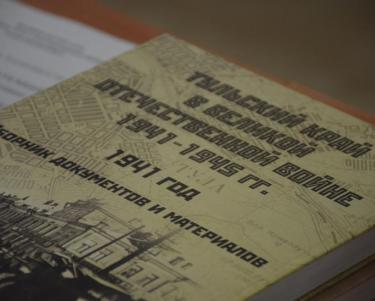 ТУЛЬСКИЙ КРАЙ
В ВЕЛИКОЙ
ОТЕЧЕСТВЕННОЙ ВОЙНЕ
1941-1945 ГГ.
1941 ГОД
СБОРНИК ДОКУМЕНТОВ И МАТЕРИАЛОВ